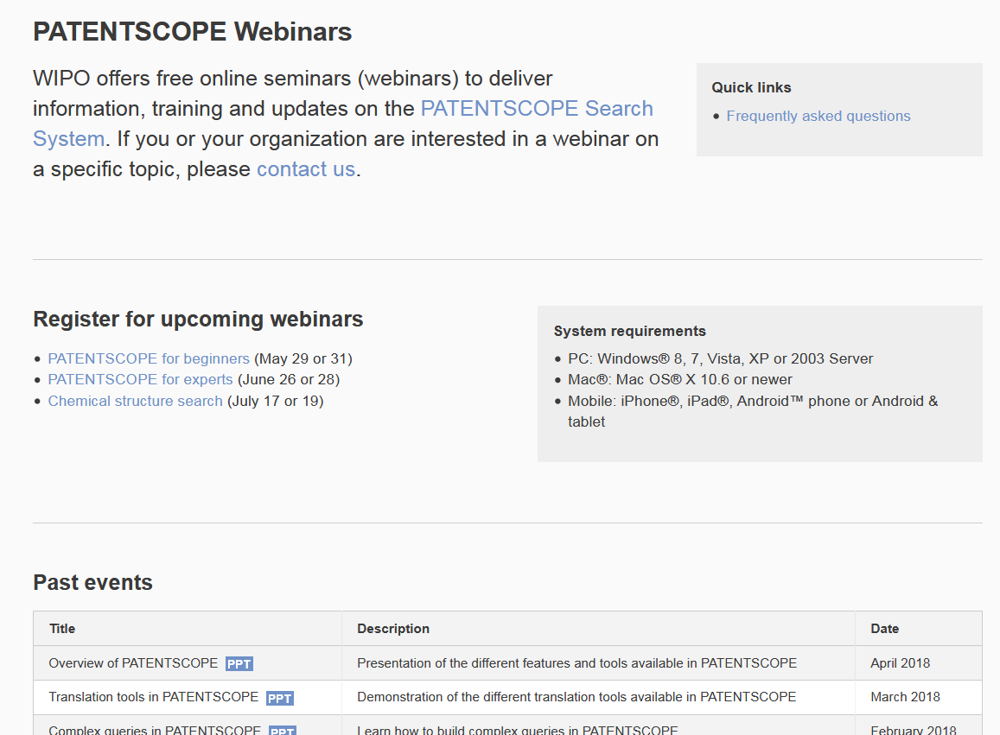 PATENTSCOPE Webinars
WIPO offers free online seminars (webinars) to deliver
information, training and updates on the PATENTSCOPE Search
System. If you or your organization are interested in a webinar on
a specific topic, please contact us.
Quick links
• Frequently asked questions
Register for upcoming webinars
• PATENTSCOPE for beginners (May 29 or 31)
• PATENTSCOPE for experts (June 26 or 28)
• Chemical structure search (July 17 or 19)
System requirements
• PC: Windows® 8, 7, Vista, XP or 2003 Server
• Mac®: Mac OS® X 10.6 or newer
• Mobile: iPhone®, iPad®, Android™ phone or Android &
tablet
Past events
Title Description Date
Overview of PATENTSCOPE PPT Presentation of the different features and tools available in PATENTSCOPE April 2018
Translation tools in PATENTSCOPE PPT Demonstration of the different translation tools available in PATENTSCOPE March 2018
Complex queries in PATENTSCOPE PPT Learn how to build complex queries in PATENTSCOPE February 2018